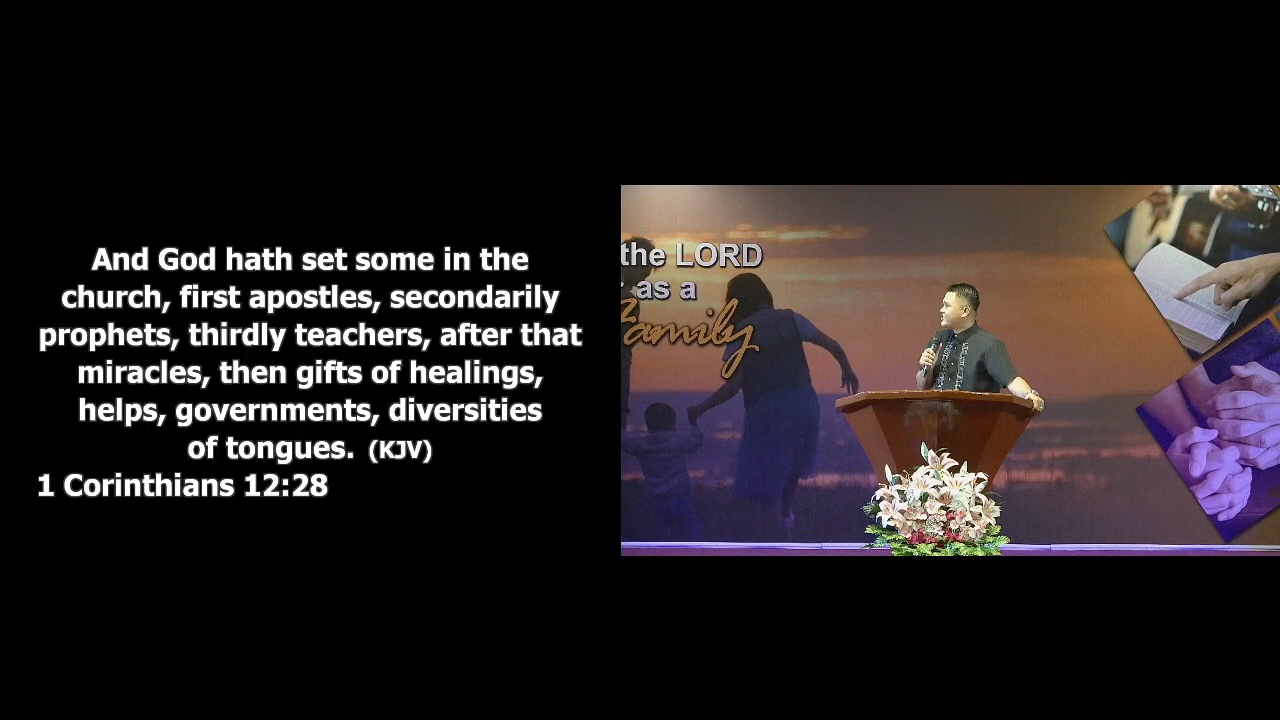 And God hath set some in the
church, first apostles, secondarily
prophets, thirdly teachers, after that
miracles, then gifts of healings,
helps, governments, diversities
of tongues. (KJV)
1 Corinthians 12:28
the LORD
as a
Family